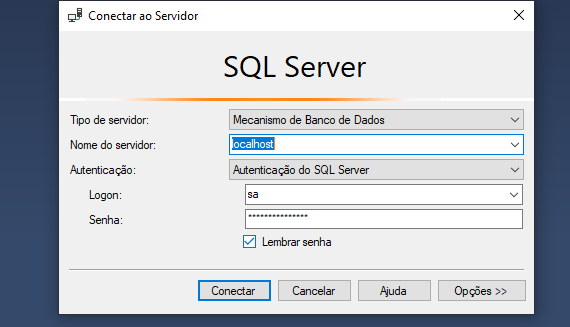 Conectar ao Servidor
SQL Server
Tipo de servidor: Mecanismo de Banco de Dados
Nome do servidor: localhost
Autenticação: Autenticação do SQL Server
Logon: sa
Senha: ***************
Lembrar senha
Conectar Cancelar Ajuda Opções >>